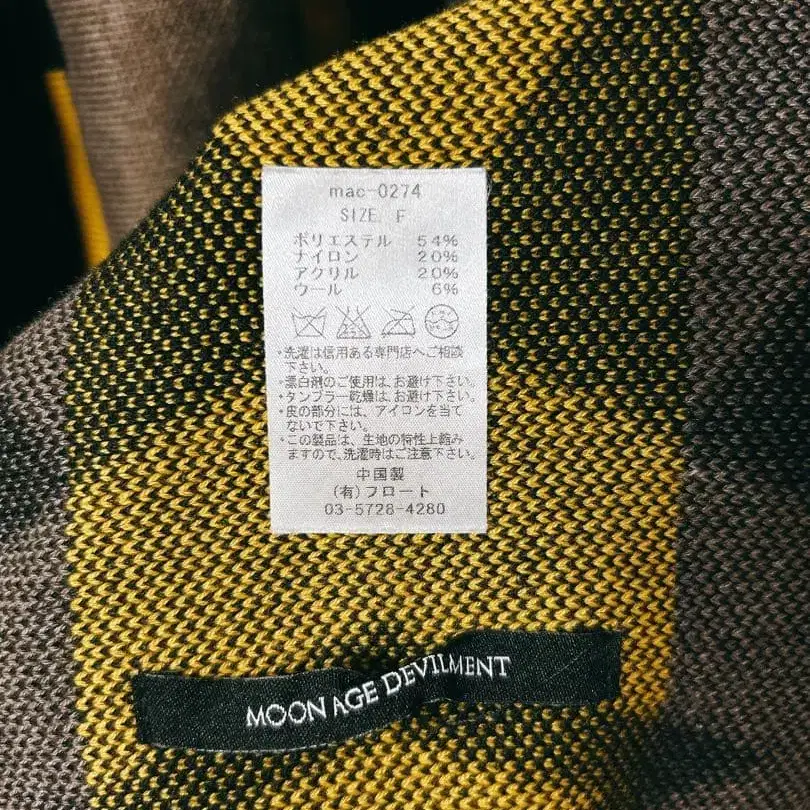 mac-0274
SIZE. F
ポリエステル 54%
ナイロン 20%
アクリル 20%
ウール 6%
・洗濯は信用ある専門店へご相談
下さい。
・漂白剤のご使用は、お避け下さい。
・タンブラー乾燥は、お避け下さい。
・皮の部分には、アイロンを当て
ないで下さい。
・この製品は、生地の特性上縮み
ますので、洗濯時はご注意下さい。
中国製
(有)フロート
03-5728-4280
MOON AGE DEVILMENT